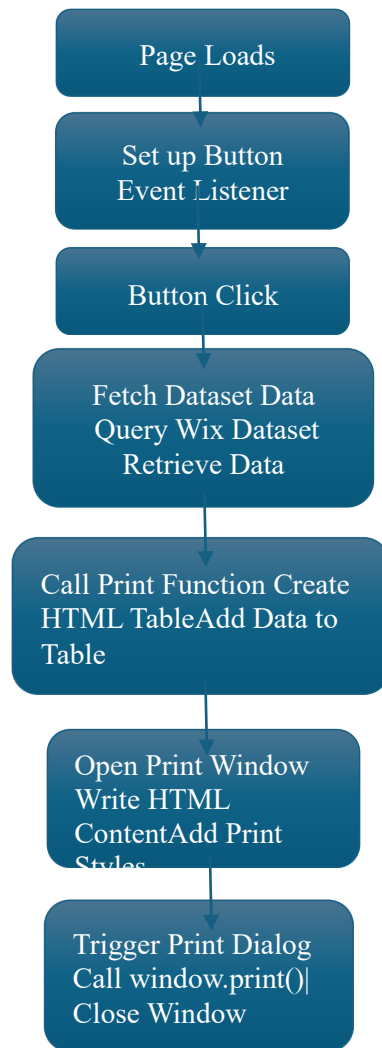 Page Loads
Set up Button
Event Listener
Button Click
Fetch Dataset Data
Query Wix Dataset
Retrieve Data
Call Print Function Create
HTML TableAdd Data to
Table
Open Print Window
Write HTML
ContentAdd Print
Styles
Trigger Print Dialog
Call window.print()|
Close Window